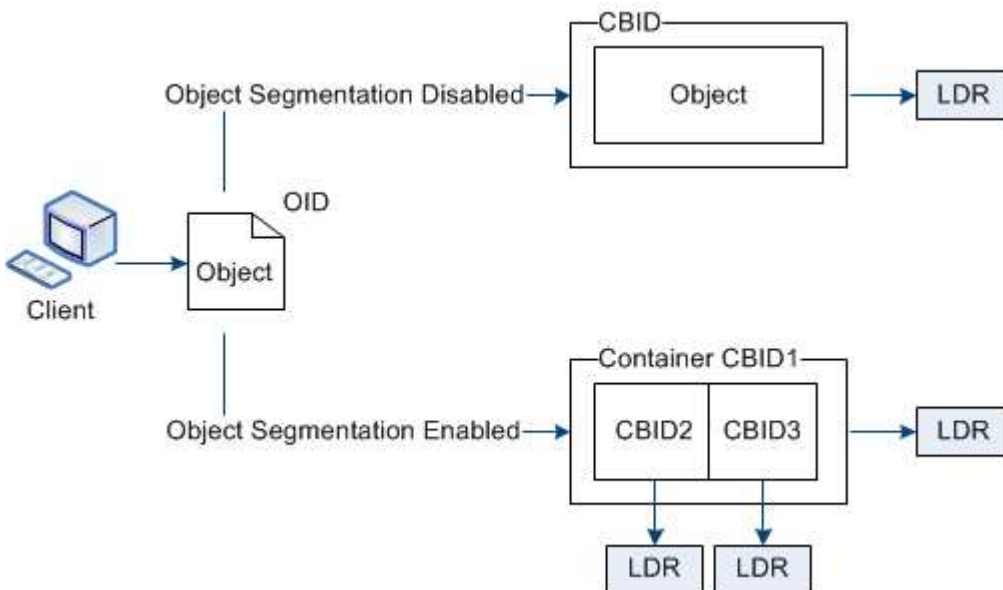 CBID
Object Segmentation Disabled
Object
LDR
OID
Object
Client
Container CBID1
Object Segmentation Enabled
CBID2
CBID3
LDR
LDR
LDR